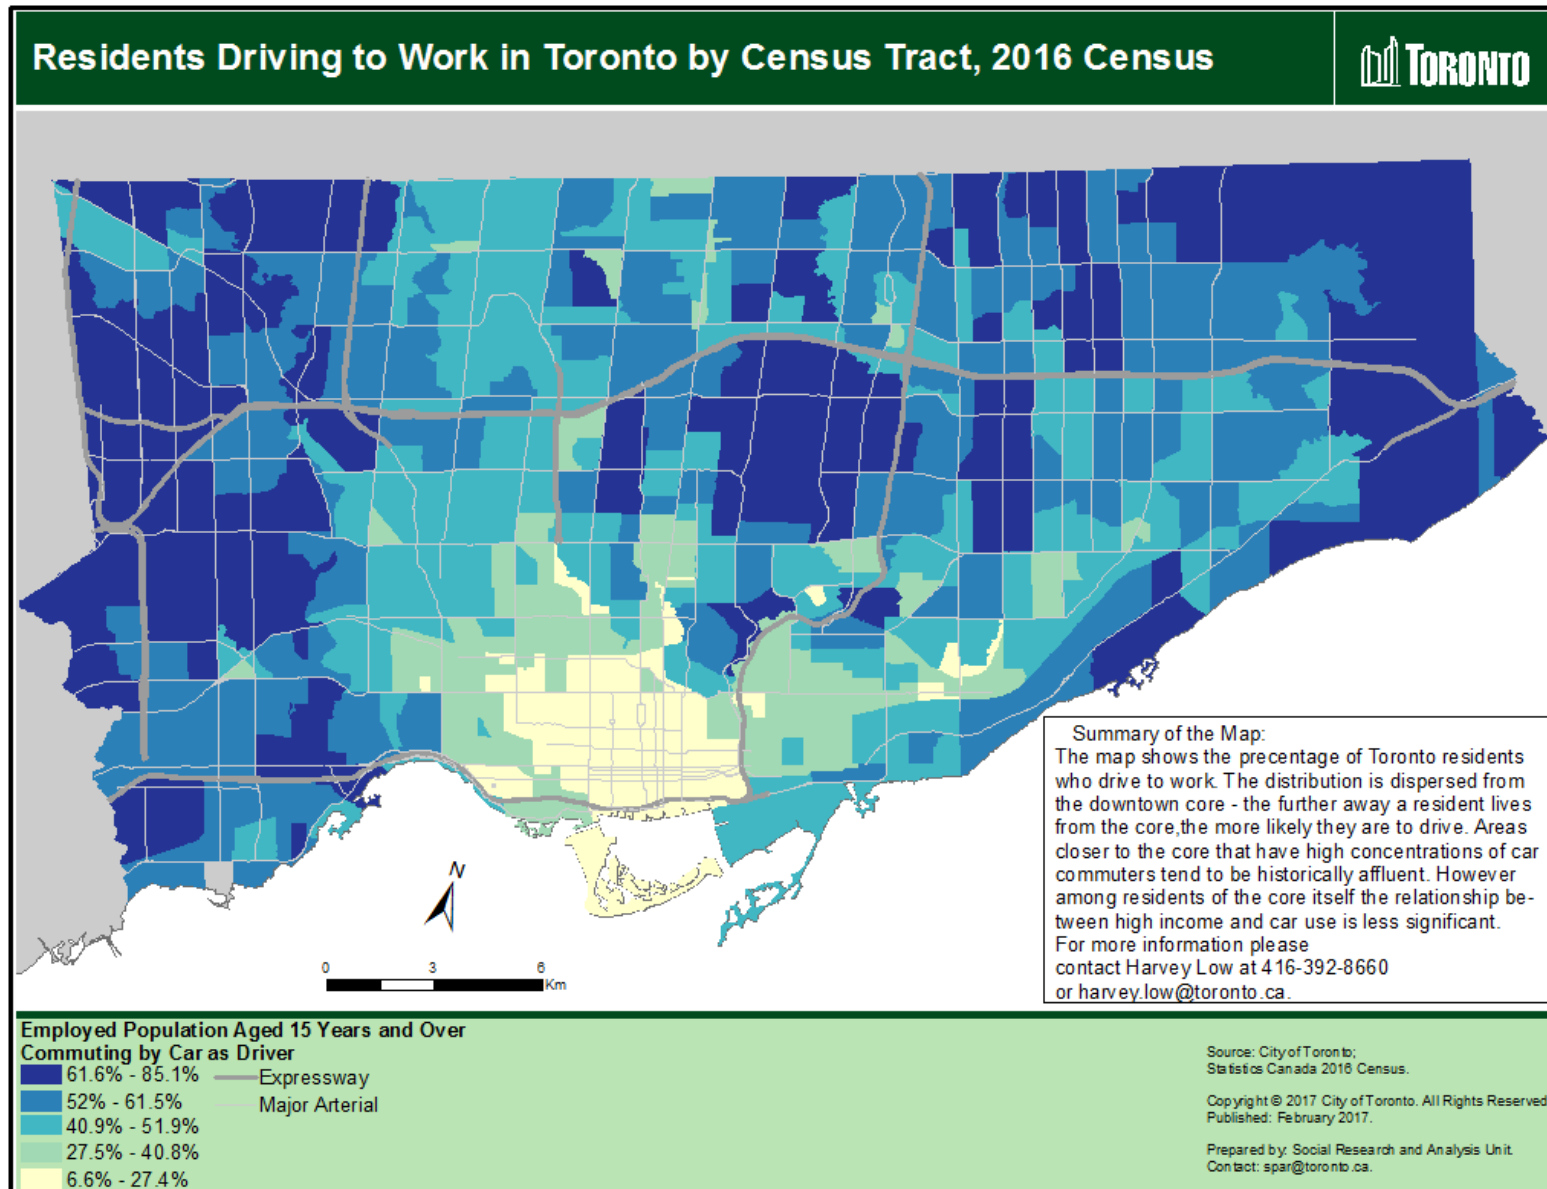 Residents Driving to Work in Toronto by Census Tract, 2016 Census
TORONTO
Summary of the Map:
The map shows the precentage of Toronto residents
who drive to work. The distribution is dispersed from
the downtown core - the further away a resident lives
from the core,the more likely they are to drive. Areas
closer to the core that have high concentrations of car
commuters tend to be historically affluent. However
among residents of the core itself the relationship be-
tween high income and car use is less significant.
For more information please
contact Harvey Low at 416-392-8660
or harvey.low@toronto.ca.
N
0 3 6
Km
Employed Population Aged 15 Years and Over
Commuting by Car as Driver
61.6% - 85.1%
Expressway
52% - 61.5%
Major Arterial
40.9% - 51.9%
27.5% - 40.8%
6.6% - 27.4%
Source: City of Toronto;
Statistics Canada 2016 Census.
Copyright © 2017 City of Toronto. All Rights Reserved
Published: February 2017.
Prepared by: Social Research and Analysis Unit.
Contact: spar@toronto.ca.